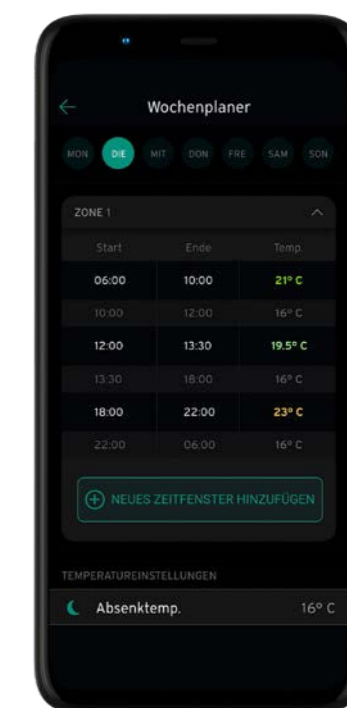 Wochenplaner
MON DIE MIT DON FRE SAM SON
ZONE 1
Start Ende Temp.
06:00 10:00 21° C
10:00 12:00 16° C
12:00 13:30 19.5° C
13:30 18:00 16° C
18:00 22:00 23° C
22:00 06:00 16° C
NEUES ZEITFENSTER HINZUFÜGEN
TEMPERATUREINSTELLUNGEN
Absenktemp. 16° C